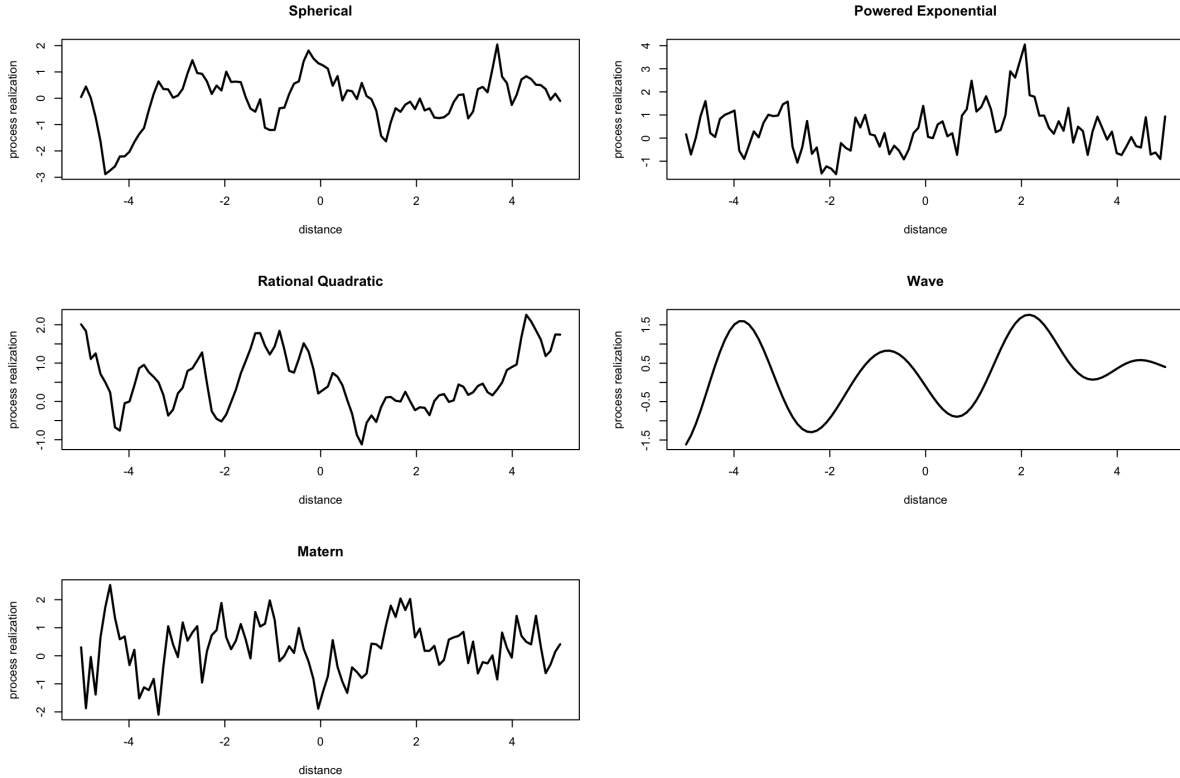 Spherical
process realization
2
1
0
-1
-2
-3
-4 -2 0 2 4
distance
Powered Exponential
process realization
4
3
2
1
0
-1
-4 -2 0 2 4
distance
Rational Quadratic
process realization
2.0
1.0
0.0
-1.0
-4 -2 0 2 4
distance
Wave
process realization
1.5
0.5
-0.5
-1.5
-4 -2 0 2 4
distance
Matern
process realization
2
1
0
-1
-2
-4 -2 0 2 4
distance